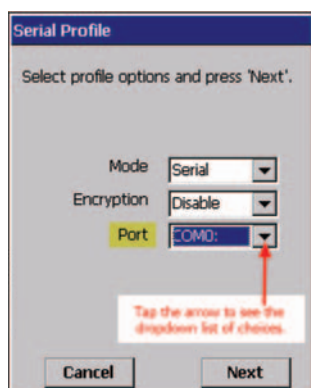 Serial Profile
Select profile options and press 'Next'.
Mode Serial
Encryption Disable
Port COM0:
Tap the arrow to see the
dropdown list of choices.
Cancel Next